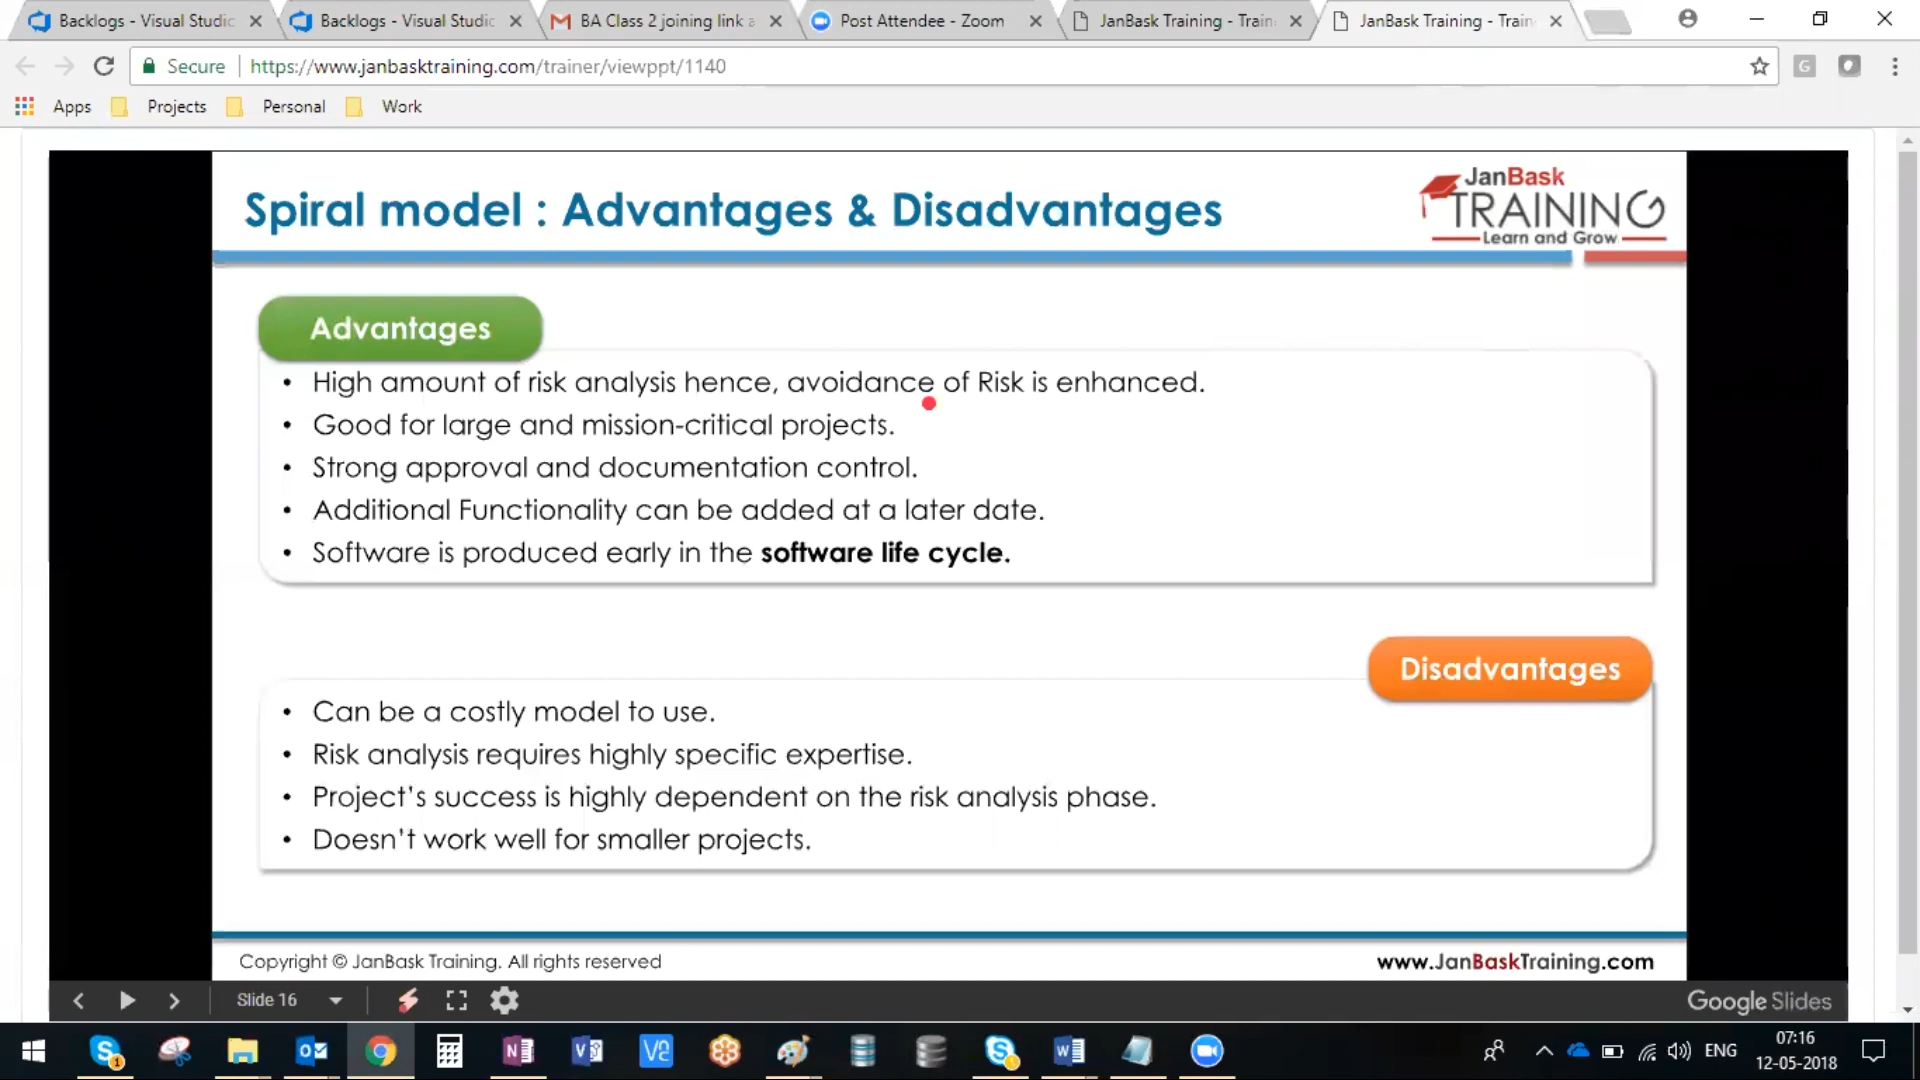 Backlogs - Visual Studic
Backlogs - Visual Studic
BA Class 2 joining link a
Post Attendee - Zoom
JanBask Training - Train
JanBask Training - Train
Secure
https://www.janbasktraining.com/trainer/viewppt/1140
Apps
Projects
Personal
Work
Spiral model : Advantages & Disadvantages
JanBask
TRAINING
Learn and Grow
Advantages
• High amount of risk analysis hence, avoidance of Risk is enhanced.
• Good for large and mission-critical projects.
• Strong approval and documentation control.
• Additional Functionality can be added at a later date.
• Software is produced early in the software life cycle.
Disadvantages
• Can be a costly model to use.
• Risk analysis requires highly specific expertise.
• Project’s success is highly dependent on the risk analysis phase.
• Doesn’t work well for smaller projects.
Copyright © JanBask Training. All rights reserved
www.JanBaskTraining.com
Slide 16
Google Slides
ENG
07:16
12-05-2018